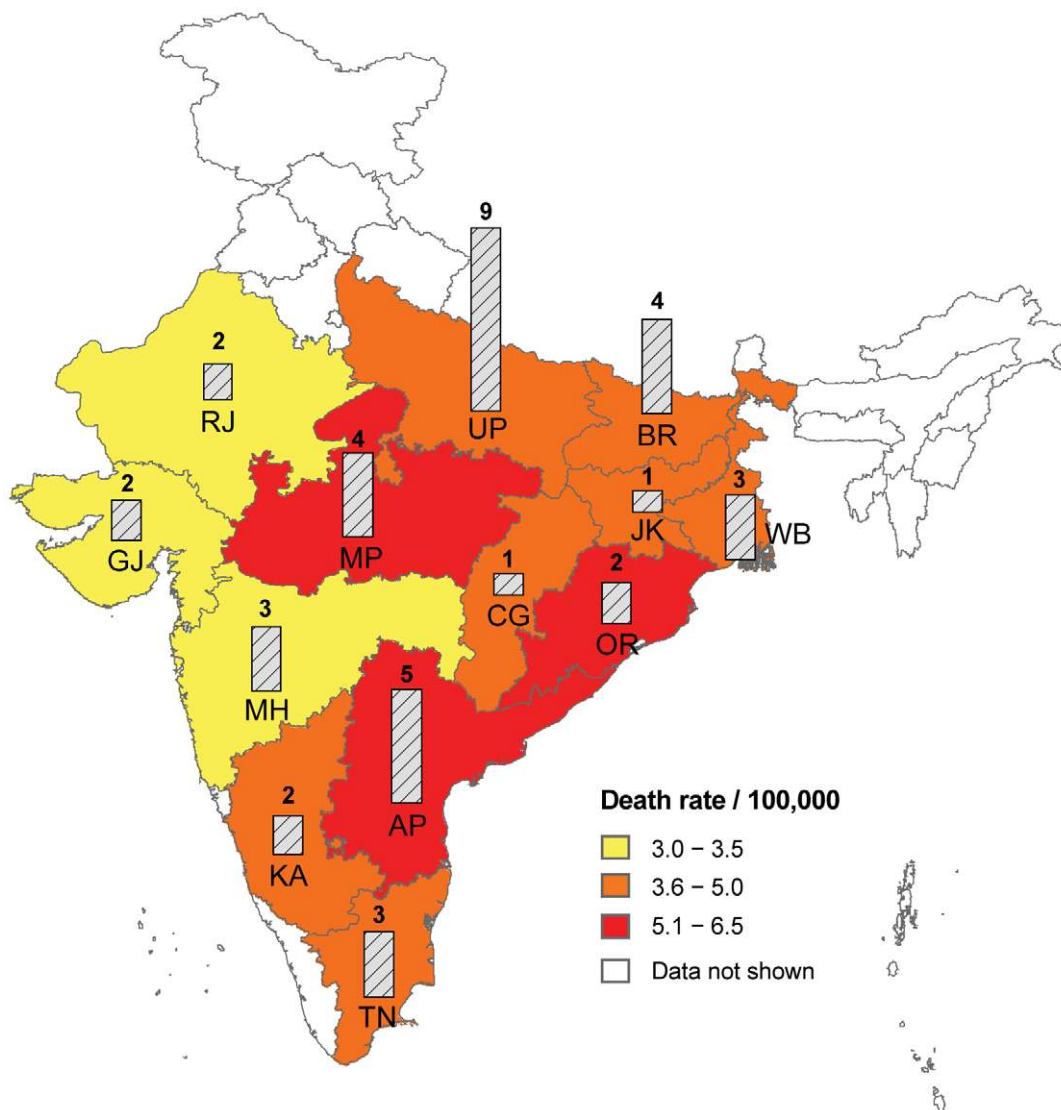 9
4
2
RJ
UP
BR
4
2
1
3
GJ
MP
JK
WB
1
2
CG
OR
3
MH
5
AP
2
KA
3
TN
Death rate / 100,000
3.0 – 3.5
3.6 – 5.0
5.1 – 6.5
Data not shown